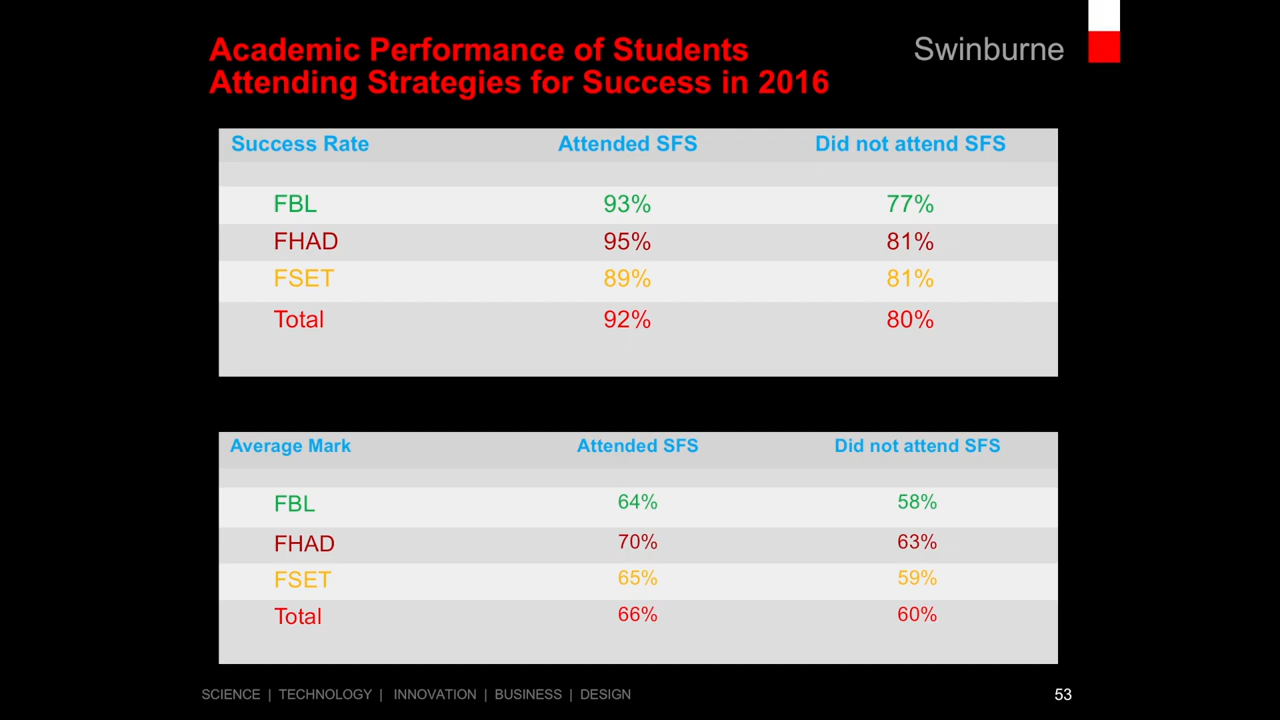 Academic Performance of Students
Attending Strategies for Success in 2016
Swinburne
Success Rate Attended SFS Did not attend SFS
FBL 93% 77%
FHAD 95% 81%
FSET 89% 81%
Total 92% 80%
Average Mark Attended SFS Did not attend SFS
FBL 64% 58%
FHAD 70% 63%
FSET 65% 59%
Total 66% 60%
SCIENCE | TECHNOLOGY | INNOVATION | BUSINESS | DESIGN
53